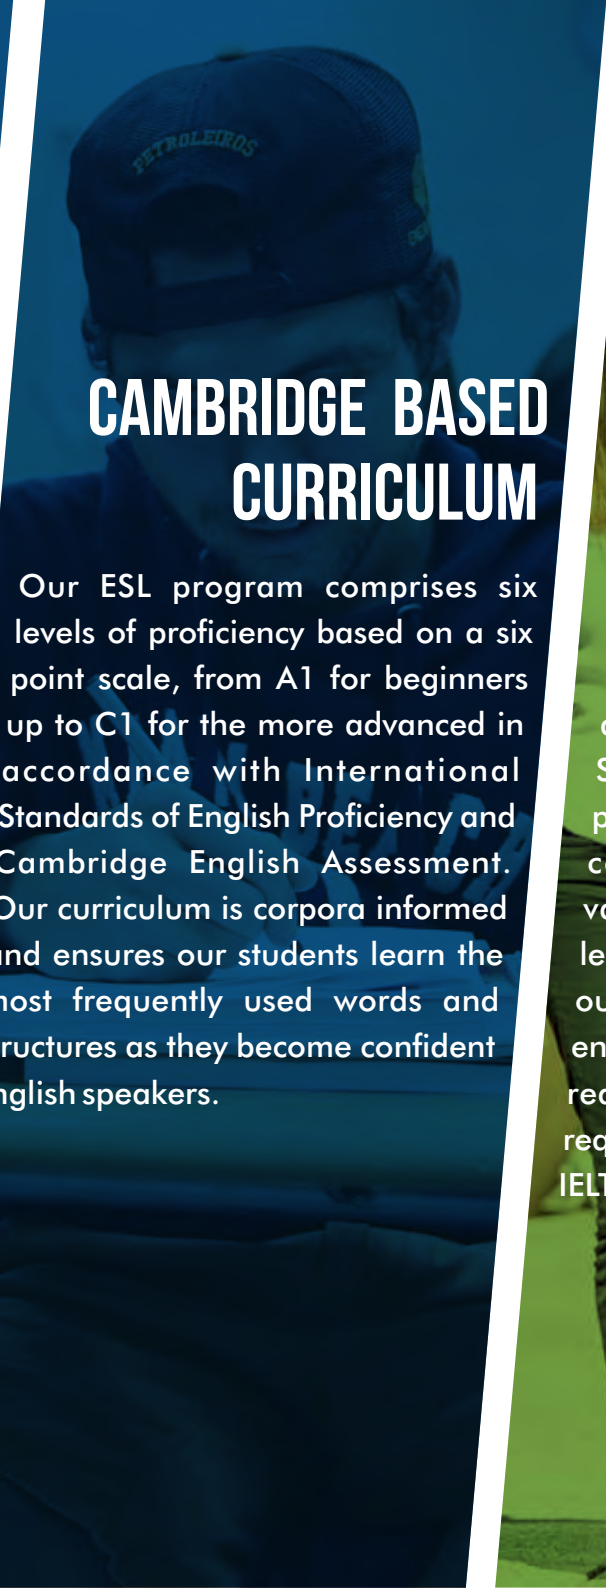 PETROLEIROS
CAMBRIDGE BASED
CURRICULUM
Our ESL program comprises six
levels of proficiency based on a six
point scale, from A1 for beginners
up to C1 for the more advanced in
accordance with International
Standards of English Proficiency and
Cambridge English Assessment.
Our curriculum is corpora informed
and ensures our students learn the
most frequently used words and
ructures as they become confident
nglish speakers.